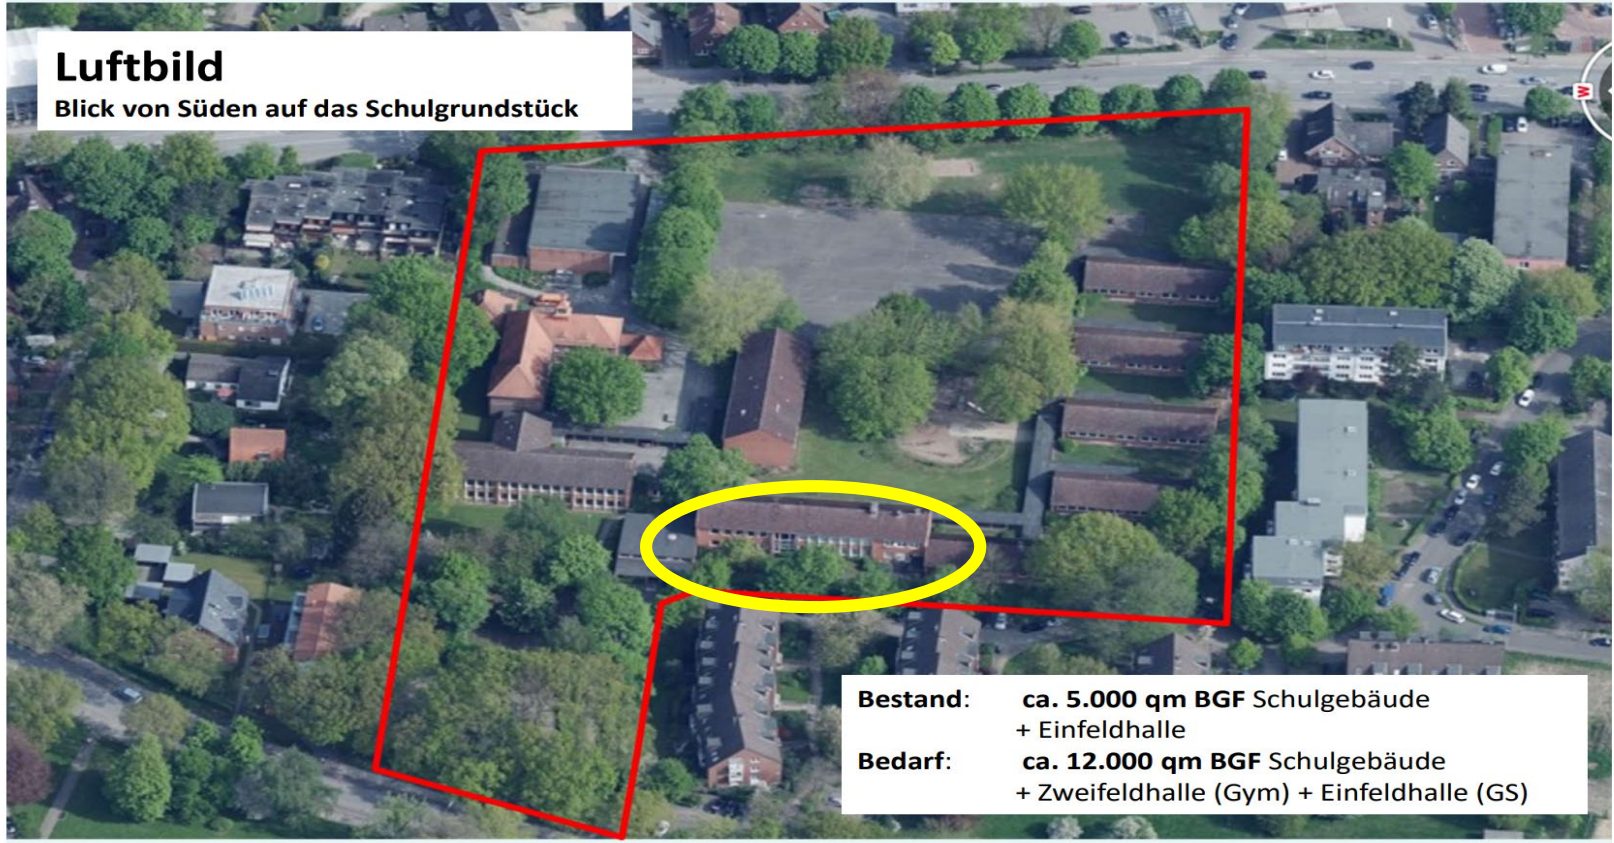 Luftbild
Blick von Süden auf das Schulgrundstück
W
Bestand: ca. 5.000 qm BGF Schulgebäude
+ Einfeldhalle
Bedarf: ca. 12.000 qm BGF Schulgebäude
+ Zweifeldhalle (Gym) + Einfeldhalle (GS)